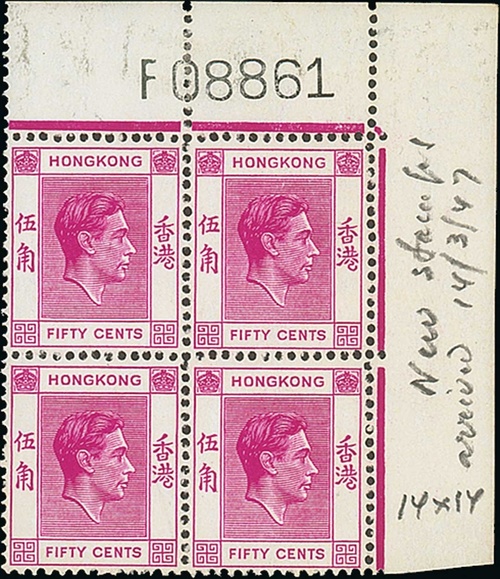 F08861
HONGKONG HONGKONG
伍角 香港 伍角 香港
FIFTY CENTS FIFTY CENTS
HONGKONG HONGKONG
伍角 香港 伍角 香港
FIFTY CENTS FIFTY CENTS
New stamps
arrived 14/3/47
14x14